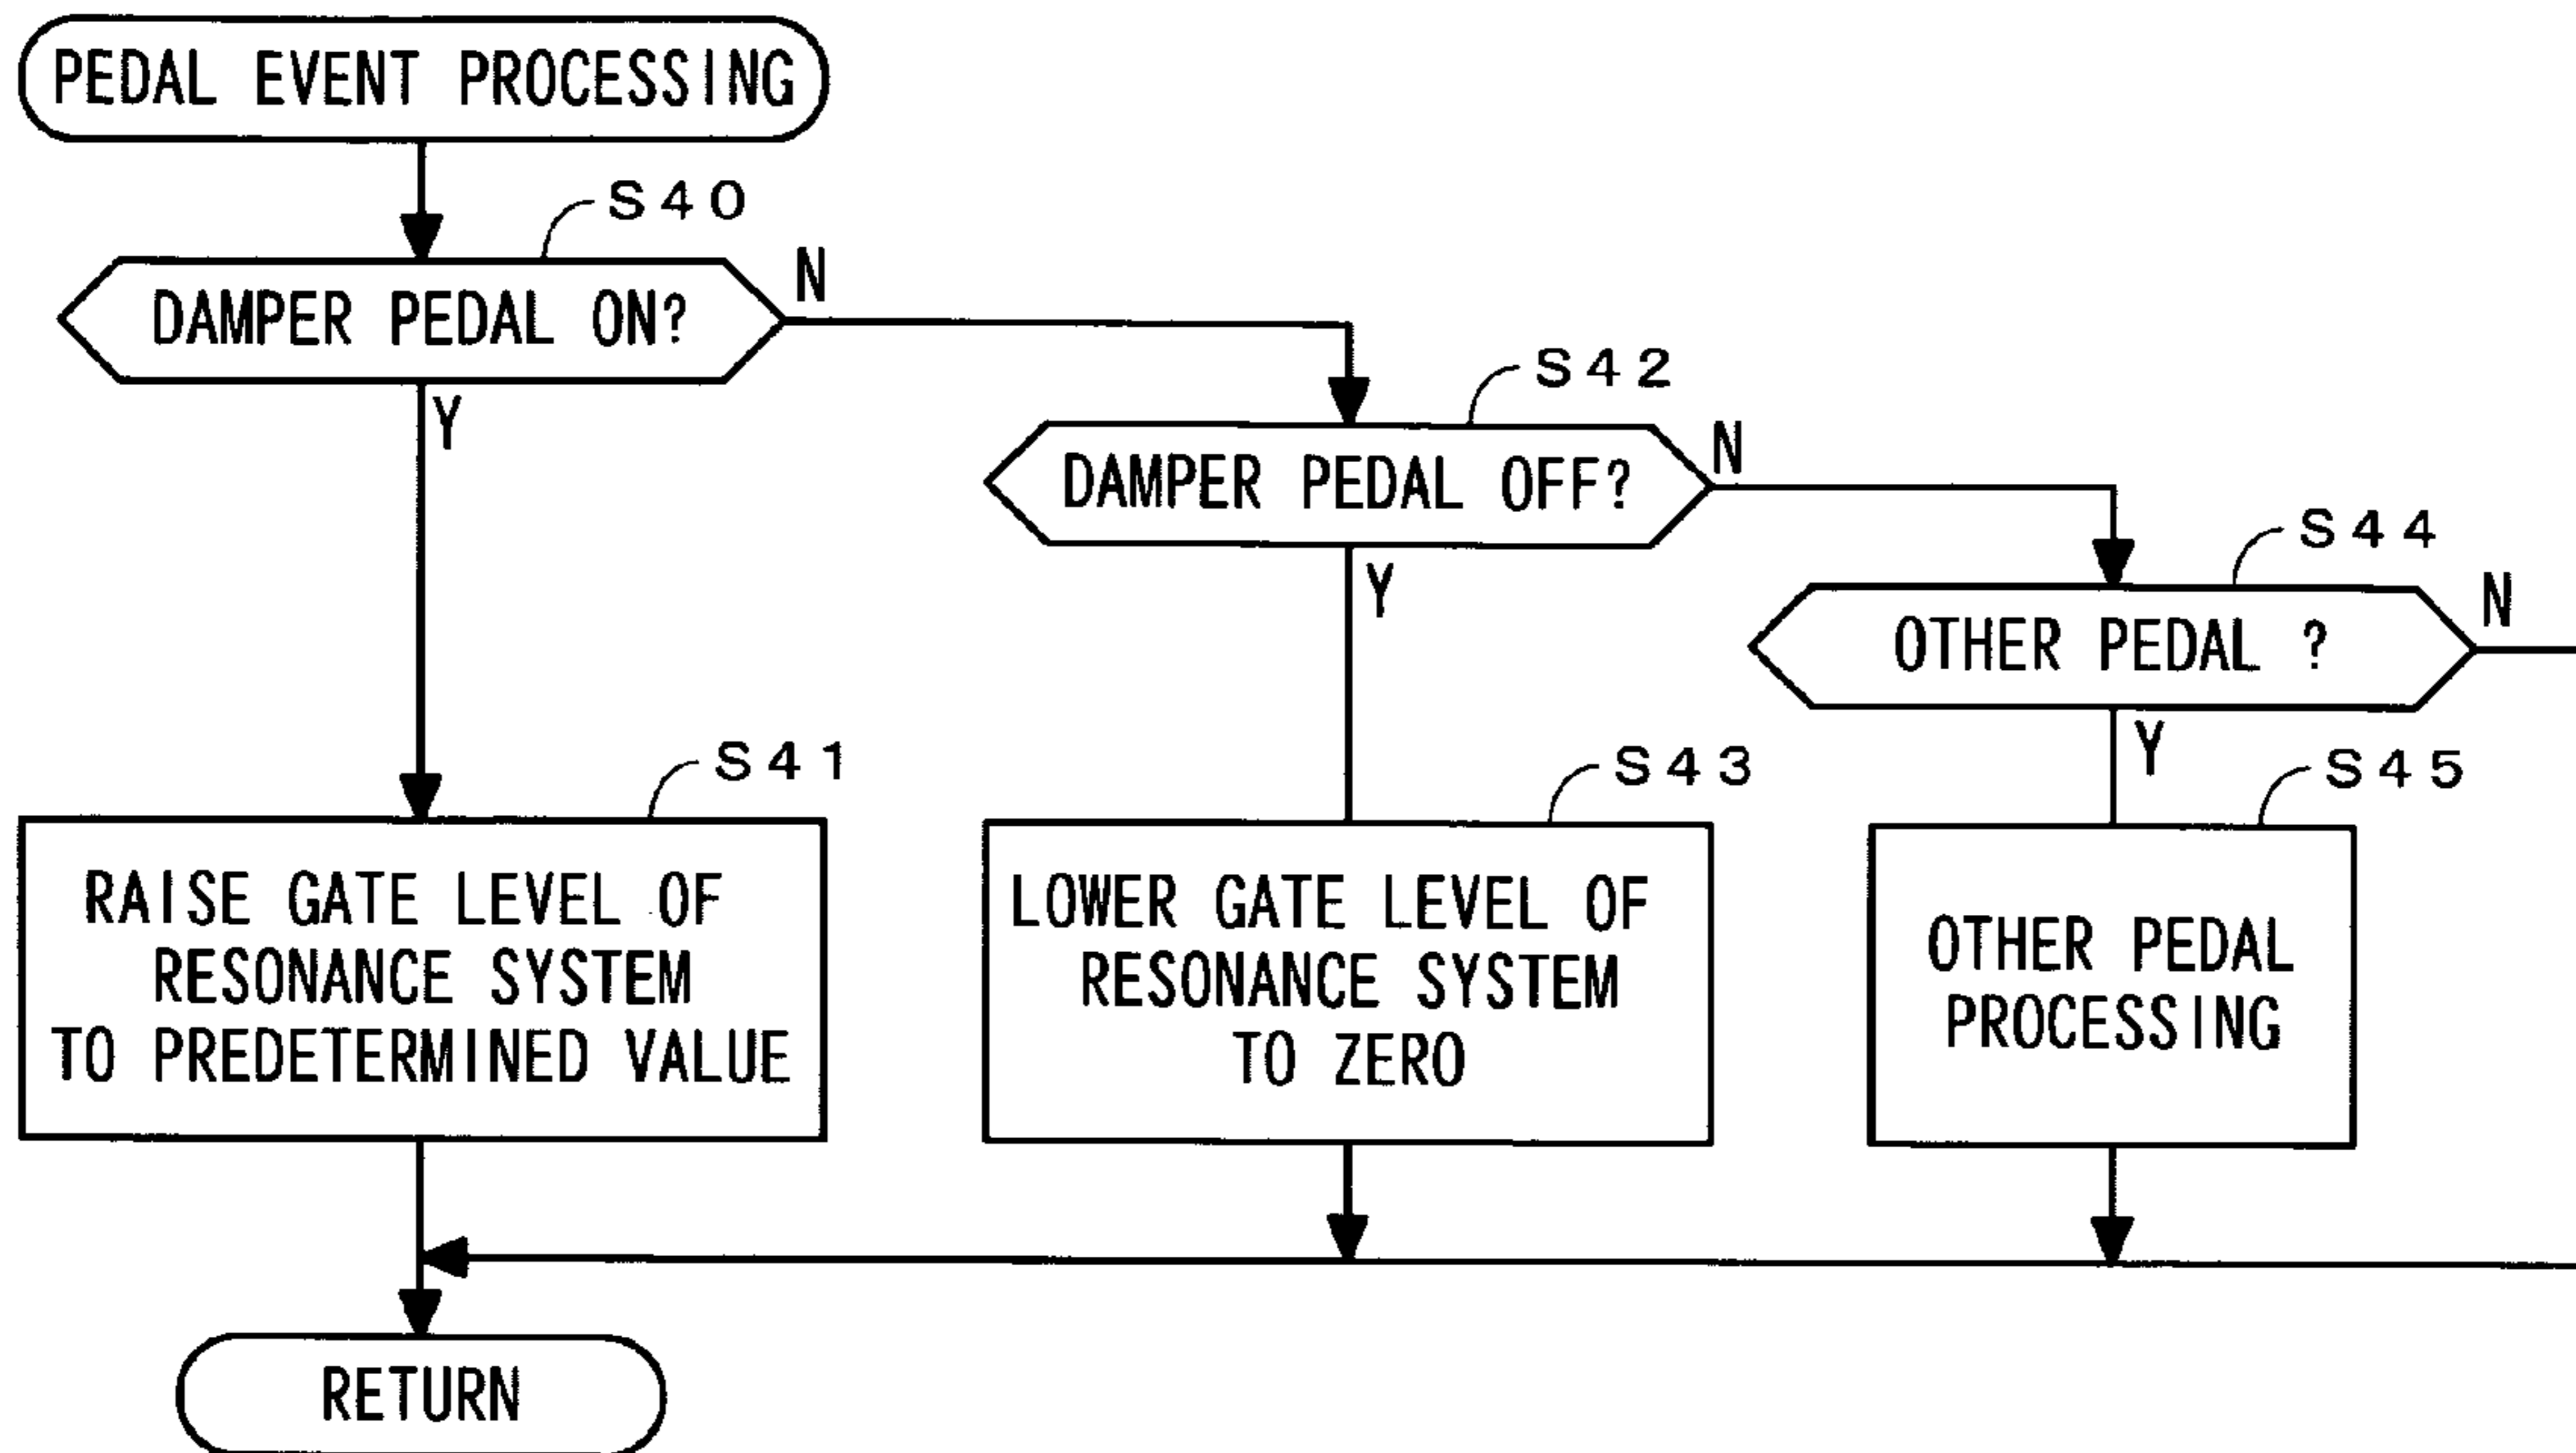 PEDAL EVENT PROCESSING
S40
DAMPER PEDAL ON?
N
Y
S42
DAMPER PEDAL OFF?
N
Y
S44
OTHER PEDAL ?
N
Y
S41
RAISE GATE LEVEL OF
RESONANCE SYSTEM
TO PREDETERMINED VALUE
S43
LOWER GATE LEVEL OF
RESONANCE SYSTEM
TO ZERO
S45
OTHER PEDAL
PROCESSING
RETURN